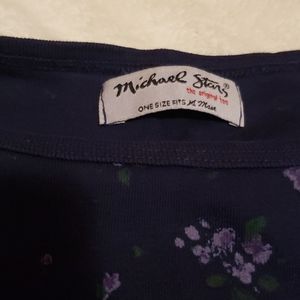 Michael Stars®
the original tee
ONE SIZE FITS Most